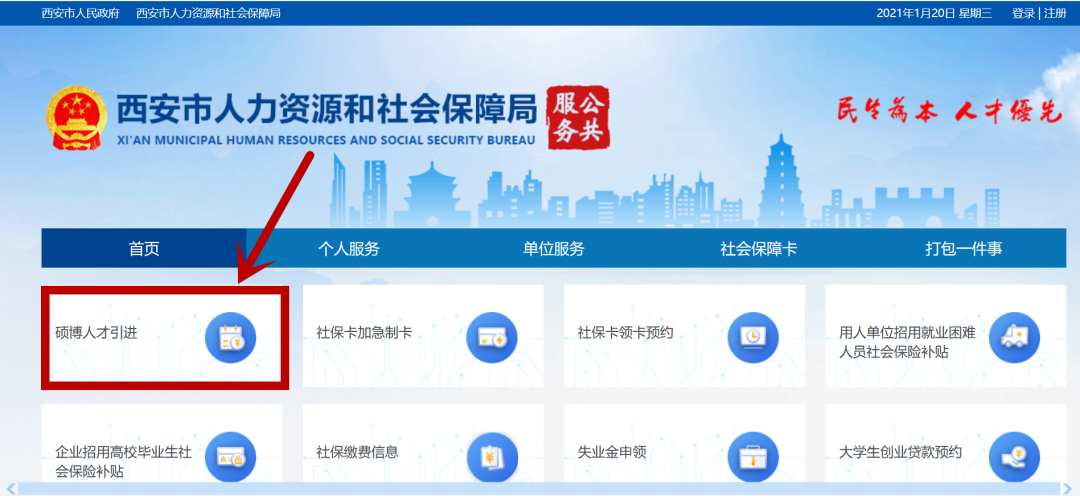 西安市人民政府 西安市人力资源和社会保障局 2021年1月20日 星期三 登录 | 注册
西安市人力资源和社会保障局
XI'AN MUNICIPAL HUMAN RESOURCES AND SOCIAL SECURITY BUREAU
公共
服务
民生為本 人才優先
首页 个人服务 单位服务 社会保障卡 打包一件事
硕博人才引进
社保卡加急制卡
社保卡领卡预约
用人单位招用就业困难
人员社会保险补贴
企业招用高校毕业生社
会保险补贴
社保缴费信息
失业金申领
大学生创业贷款预约